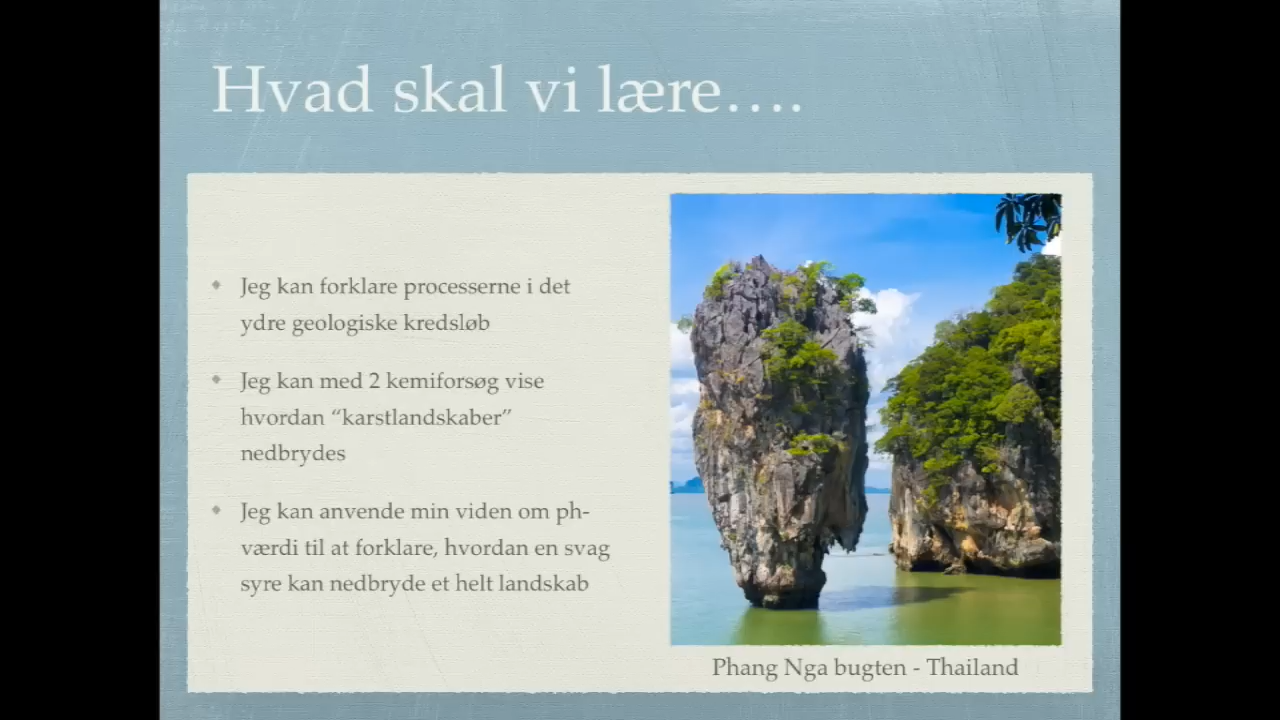 Hvad skal vi lære….
Jeg kan forklare processerne i det
ydre geologiske kredsløb
Jeg kan med 2 kemiforsøg vise
hvordan “karstlandskaber”
nedbrydes
Jeg kan anvende min viden om ph-
værdi til at forklare, hvordan en svag
syre kan nedbryde et helt landskab
Phang Nga bugten - Thailand